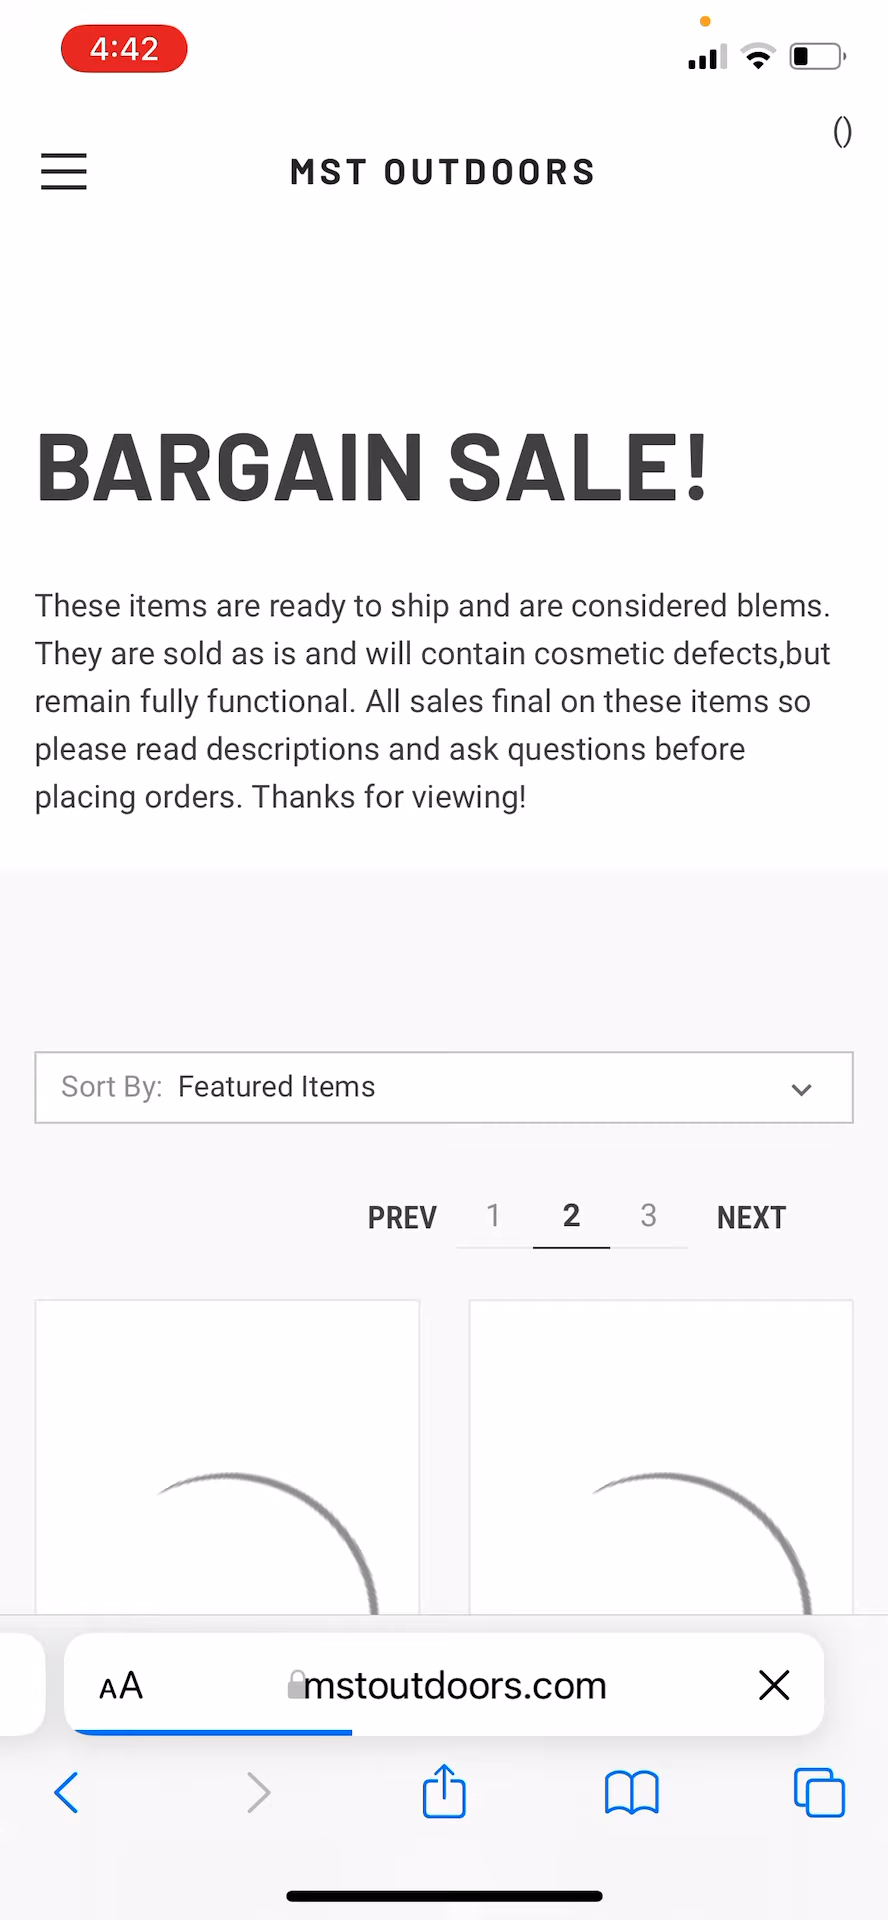 4:42
()
MST OUTDOORS
BARGAIN SALE!
These items are ready to ship and are considered blems.
They are sold as is and will contain cosmetic defects,but
remain fully functional. All sales final on these items so
please read descriptions and ask questions before
placing orders. Thanks for viewing!
Sort By: Featured Items
PREV 1 2 3 NEXT
AA mstoutdoors.com